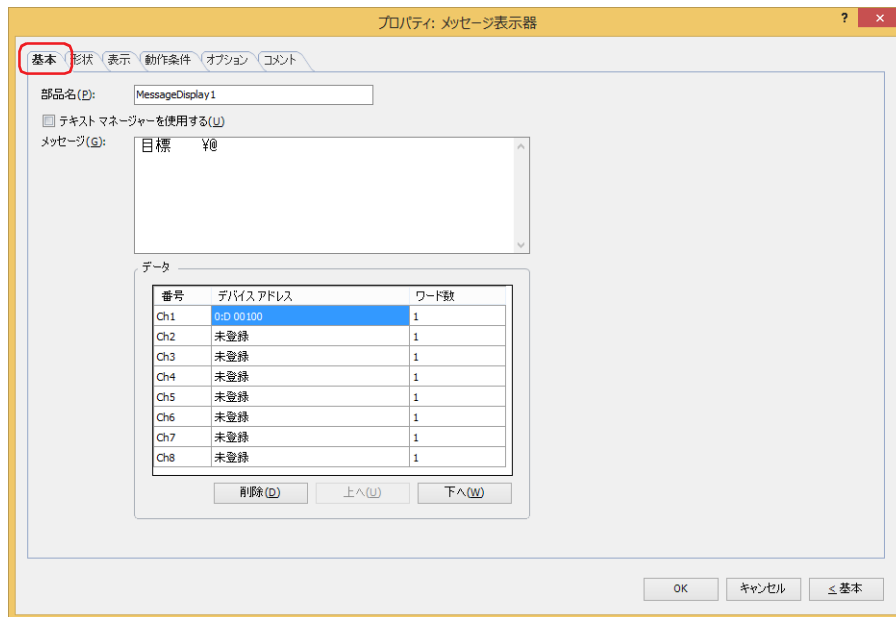 プロパティ: メッセージ表示器
? ×
基本 形状 表示 動作条件 オプション コメント
部品名(P): MessageDisplay1
テキスト マネージャーを使用する(U)
メッセージ(G): 目標 ¥@
データ
番号 デバイス アドレス ワード数
Ch1 0:D 00100 1
Ch2 未登録 1
Ch3 未登録 1
Ch4 未登録 1
Ch5 未登録 1
Ch6 未登録 1
Ch7 未登録 1
Ch8 未登録 1
削除(D) 上へ(U) 下へ(W)
OK キャンセル < 基本